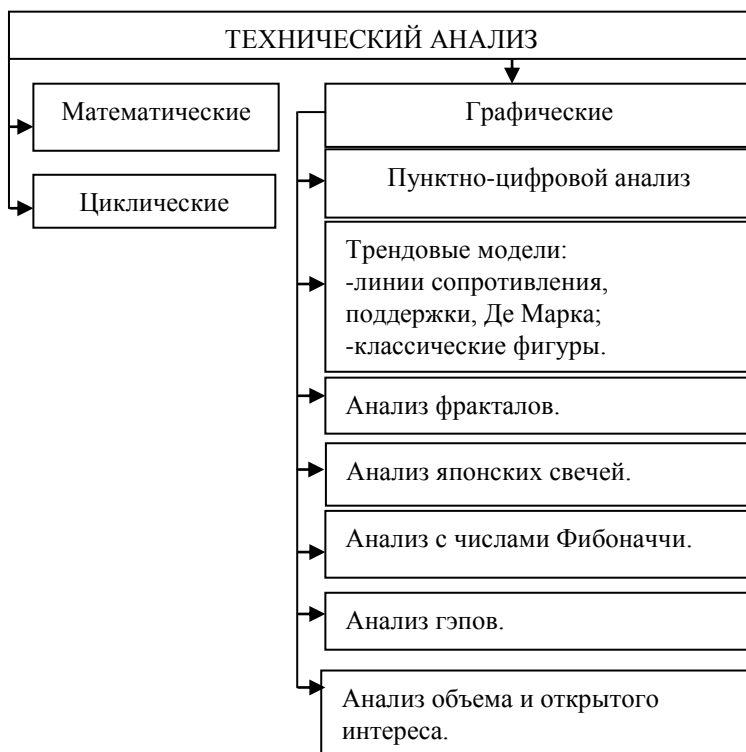 ТЕХНИЧЕСКИЙ АНАЛИЗ
Математические
Циклические
Графические
Пунктно-цифровой анализ
Трендовые модели:
-линии сопротивления,
поддержки, Де Марка;
-классические фигуры.
Анализ фракталов.
Анализ японских свечей.
Анализ с числами Фибоначчи.
Анализ гэпов.
Анализ объема и открытого
интереса.